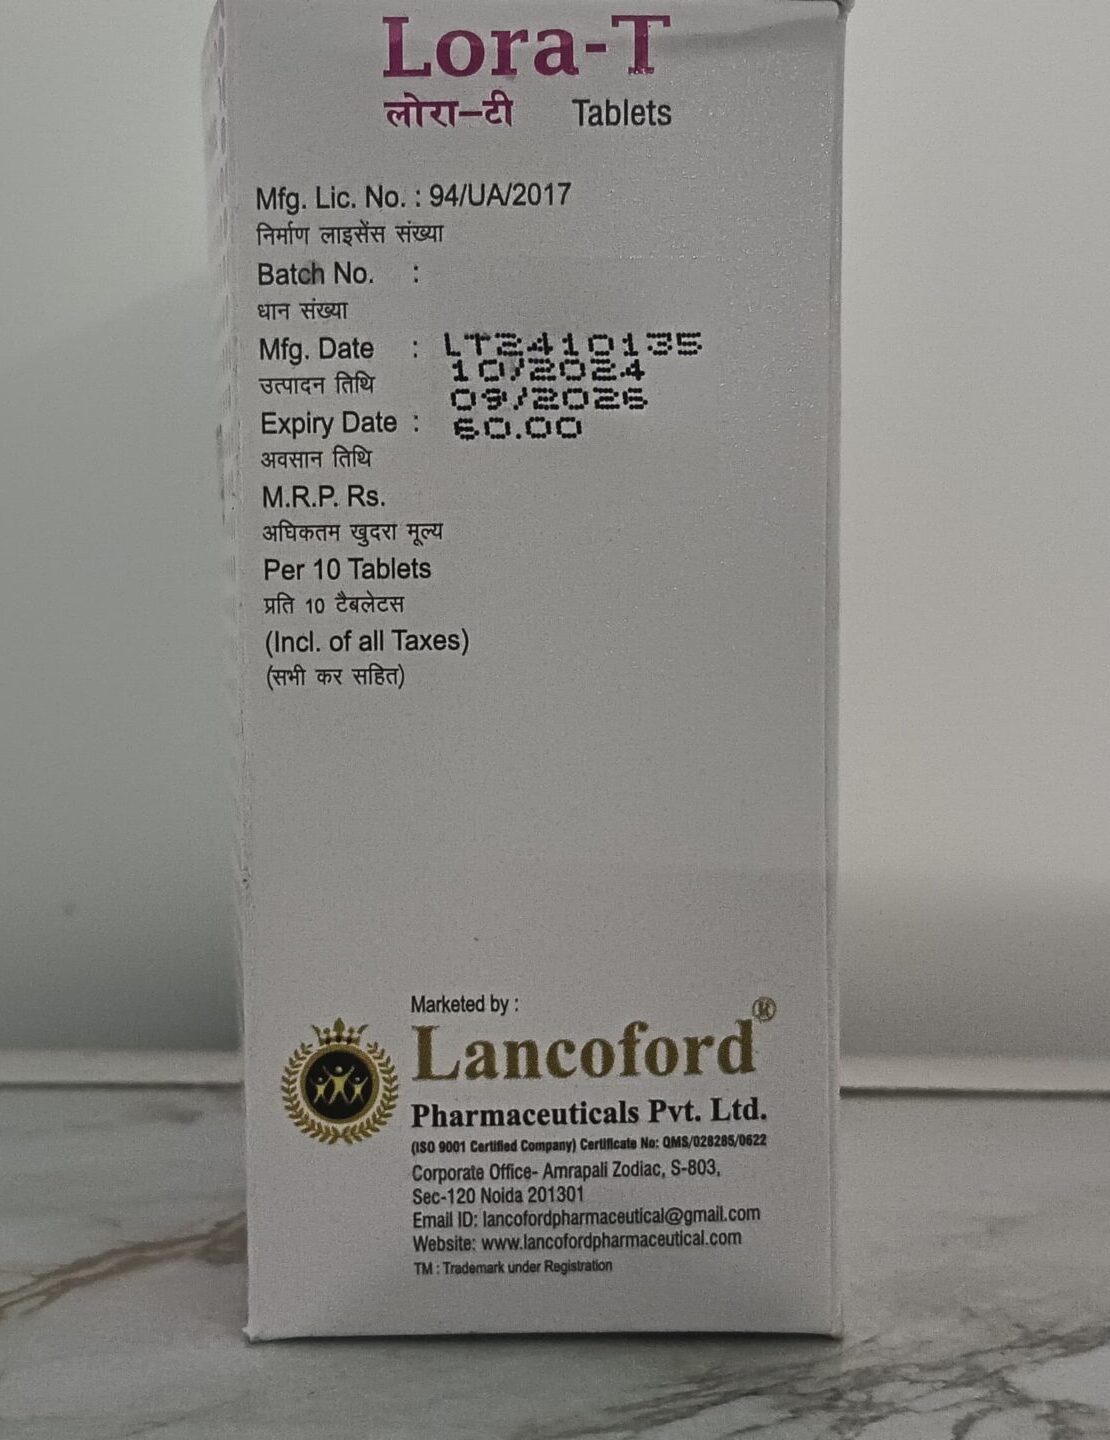 Lora-T
लोरा–टी Tablets
Mfg. Lic. No. : 94/UA/2017
निर्माण लाइसेंस संख्या
Batch No. :
धान संख्या
Mfg. Date : LT2410135
10/2024
उत्पादन तिथि
09/2026
Expiry Date : 60.00
अवसान तिथि
M.R.P. Rs.
अधिकतम खुदरा मूल्य
Per 10 Tablets
प्रति 10 टैबलेटस
(Incl. of all Taxes)
(सभी कर सहित)
Marketed by :
Lancoford®
Pharmaceuticals Pvt. Ltd.
(ISO 9001 Certified Company) Certificate No: QMS/028285/0622
Corporate Office- Amrapali Zodiac, S-803,
Sec-120 Noida 201301
Email ID: lancofordpharmaceutical@gmail.com
Website: www.lancofordpharmaceutical.com
TM : Trademark under Registration